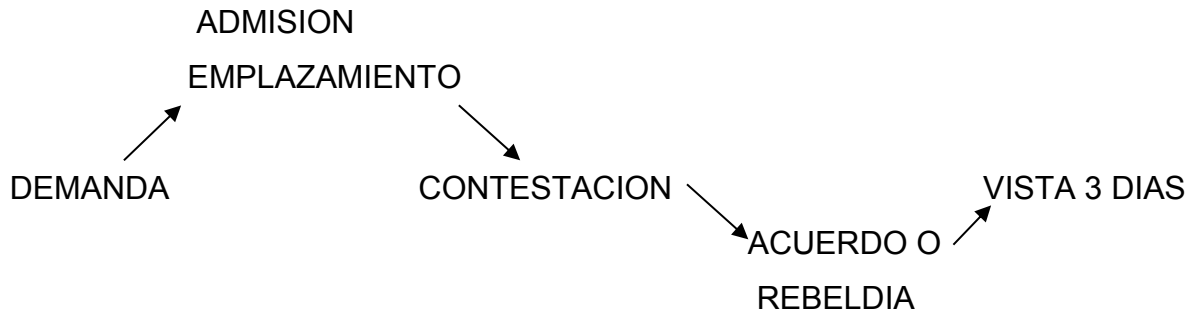 ADMISION
EMPLAZAMIENTO
DEMANDA
CONTESTACION
VISTA 3 DIAS
ACUERDO O
REBELDIA